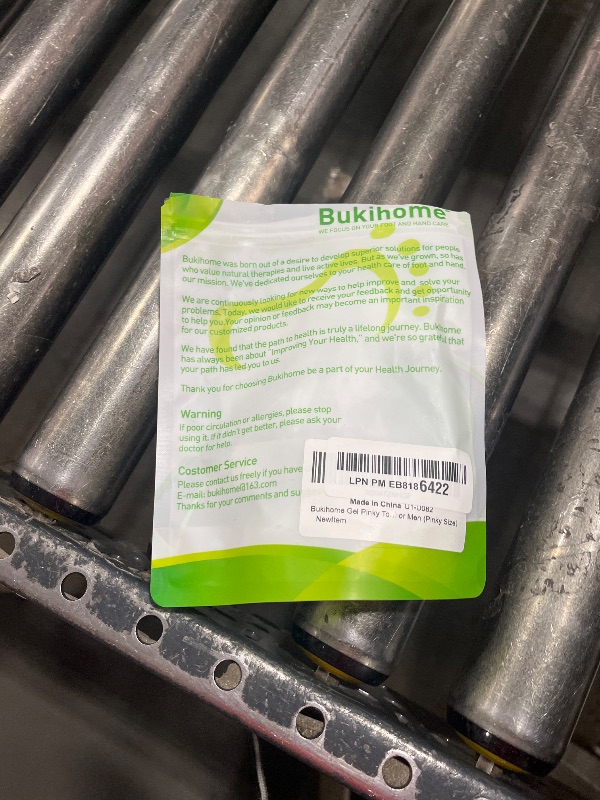 Bukihome
WE FOCUS ON YOUR FOOT AND HAND CARE
Bukihome was born out of a desire to develop superior solutions for people
who value natural therapies and live active lives. But as we've grown, so has
our mission. We've dedicated ourselves to your health care of foot and hand.
We are continuously looking for new ways to help improve and solve your
problems. Today, we would like to receive your feedback and get opportunity
to help you.Your opinion or feedback may become an important inspiration
for our customized products.
We have found that the path to health is truly a lifelong journey. Bukihome
has always been about "Improving Your Health," and we're so grateful that
your path has led you to us.
Thank you for choosing Bukihome be a part of your Health Journey.
Warning
If poor circulation or allergies, please stop
using it. If it didn't get better, please ask your
doctor for help.
Customer Service
Please contact us freely if you have
E-mail: bukihome@163.com
Thanks for your comments and su
LPN PM EB8186422
Made in China U1-U082
Bukihome Gel Pinky To... or Men (Pinky Size)
NewItem